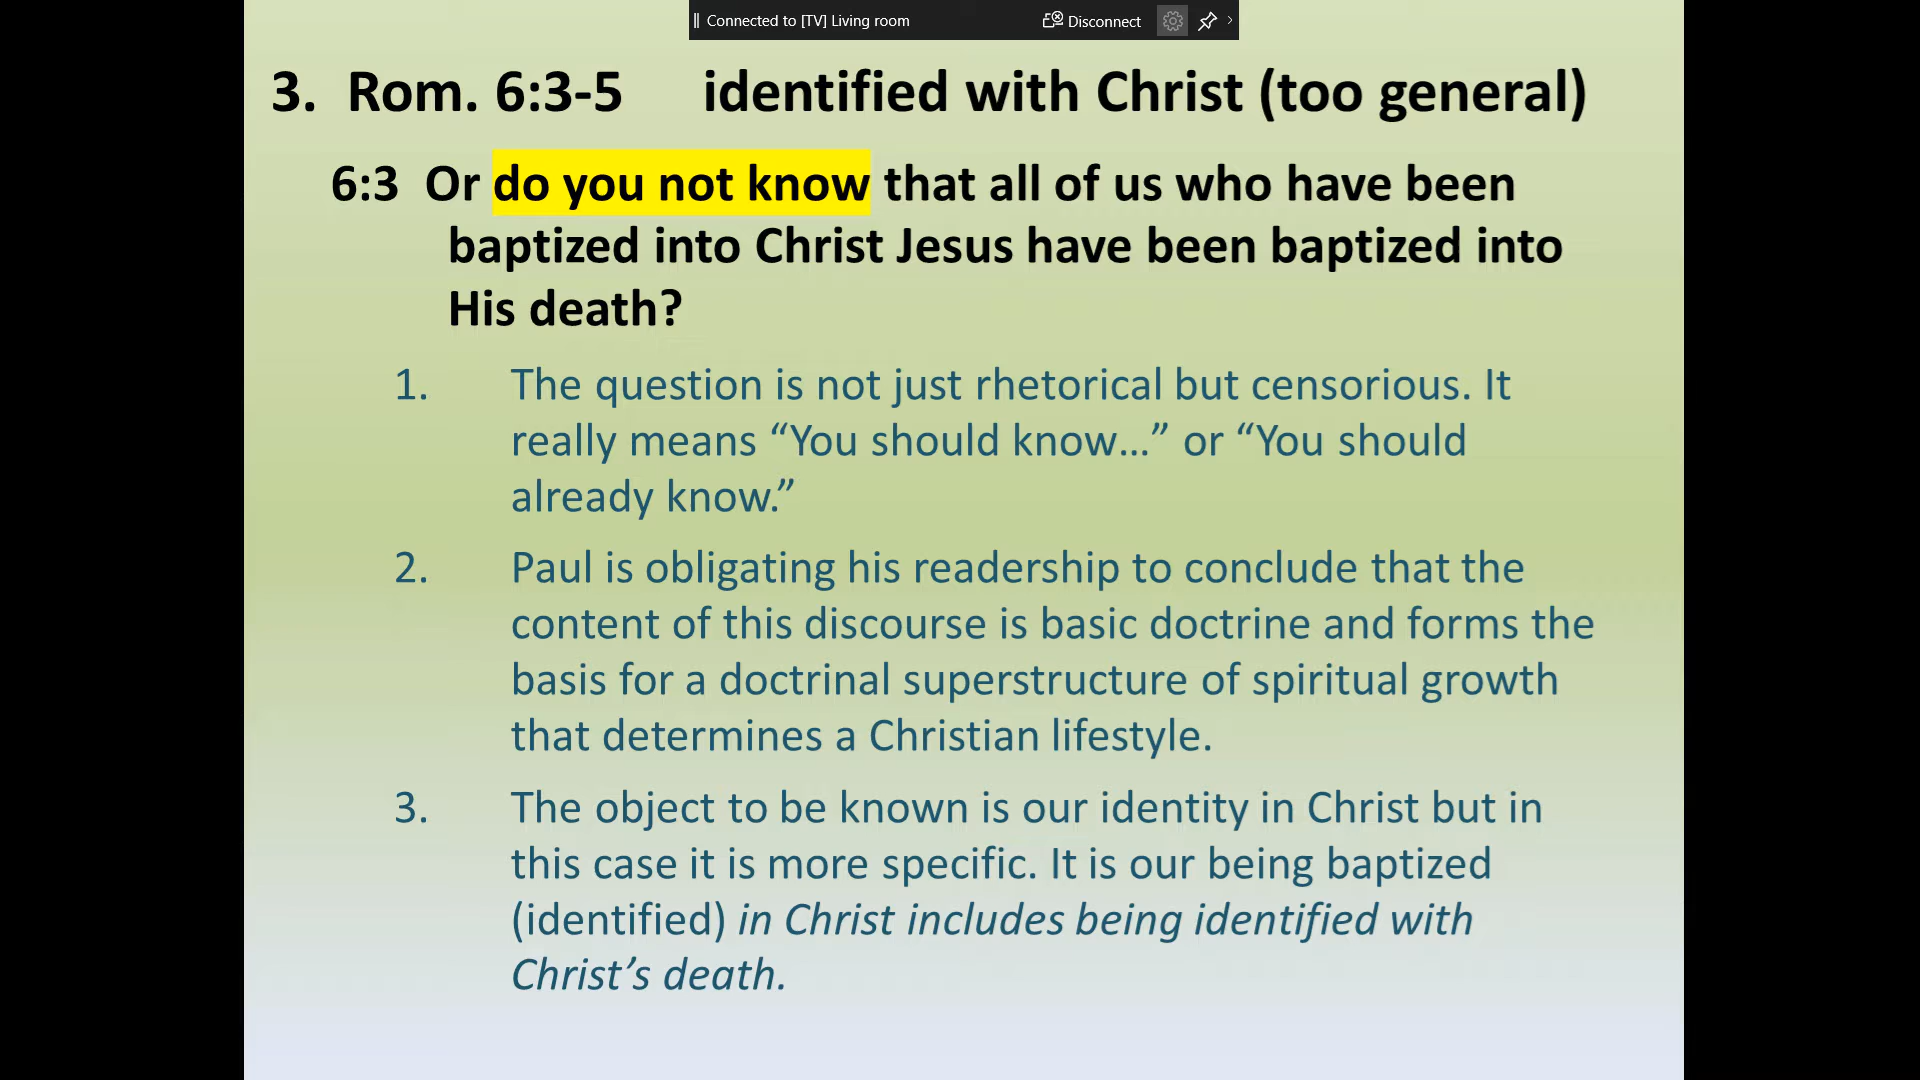 Connected to [TV] Living room Disconnect
3. Rom. 6:3-5 identified with Christ (too general)
6:3 Or do you not know that all of us who have been
baptized into Christ Jesus have been baptized into
His death?
1. The question is not just rhetorical but censorious. It
really means “You should know…” or “You should
already know.”
2. Paul is obligating his readership to conclude that the
content of this discourse is basic doctrine and forms the
basis for a doctrinal superstructure of spiritual growth
that determines a Christian lifestyle.
3. The object to be known is our identity in Christ but in
this case it is more specific. It is our being baptized
(identified) in Christ includes being identified with
Christ’s death.